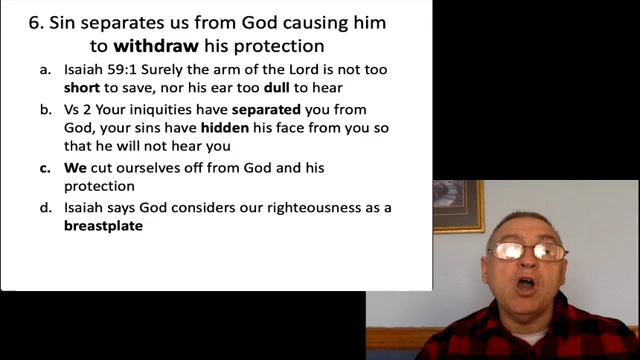 6. Sin separates us from God causing him
to withdraw his protection
a. Isaiah 59:1 Surely the arm of the Lord is not too
short to save, nor his ear too dull to hear
b. Vs 2 Your iniquities have separated you from
God, your sins have hidden his face from you so
that he will not hear you
c. We cut ourselves off from God and his
protection
d. Isaiah says God considers our righteousness as a
breastplate